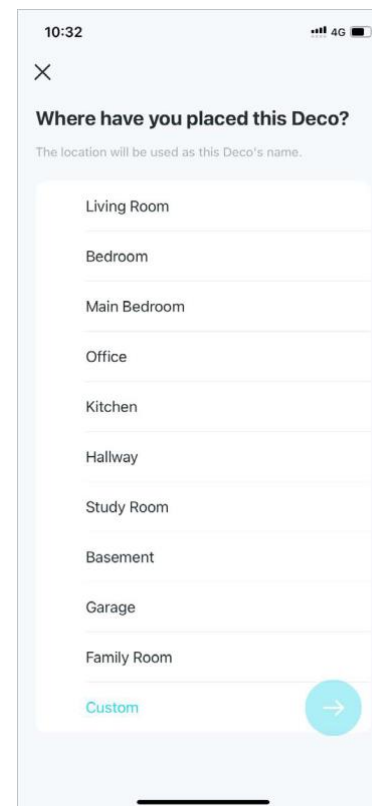 10:32
4G
Where have you placed this Deco?
The location will be used as this Deco's name.
Living Room
Bedroom
Main Bedroom
Office
Kitchen
Hallway
Study Room
Basement
Garage
Family Room
Custom